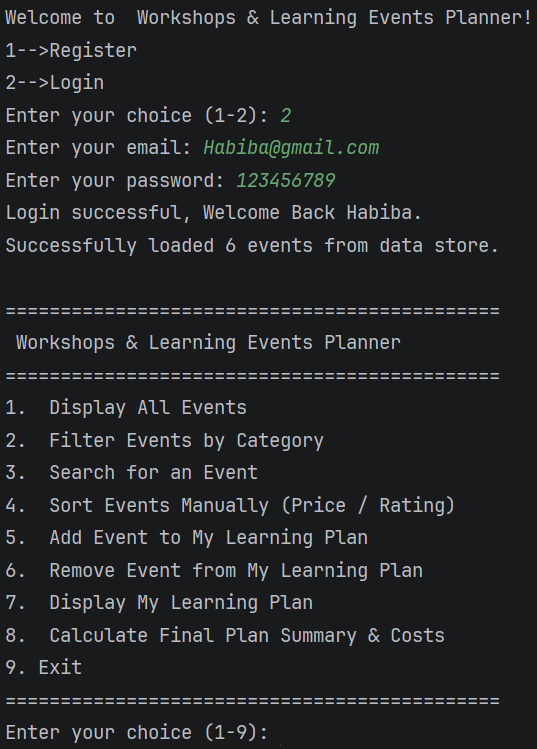 Welcome to  Workshops & Learning Events Planner!
1-->Register
2-->Login
Enter your choice (1-2): 2
Enter your email: Habiba@gmail.com
Enter your password: 123456789
Login successful, Welcome Back Habiba.
Successfully loaded 6 events from data store.

=============================================
 Workshops & Learning Events Planner
=============================================
1.  Display All Events
2.  Filter Events by Category
3.  Search for an Event
4.  Sort Events Manually (Price / Rating)
5.  Add Event to My Learning Plan
6.  Remove Event from My Learning Plan
7.  Display My Learning Plan
8.  Calculate Final Plan Summary & Costs
9. Exit
=============================================
Enter your choice (1-9):